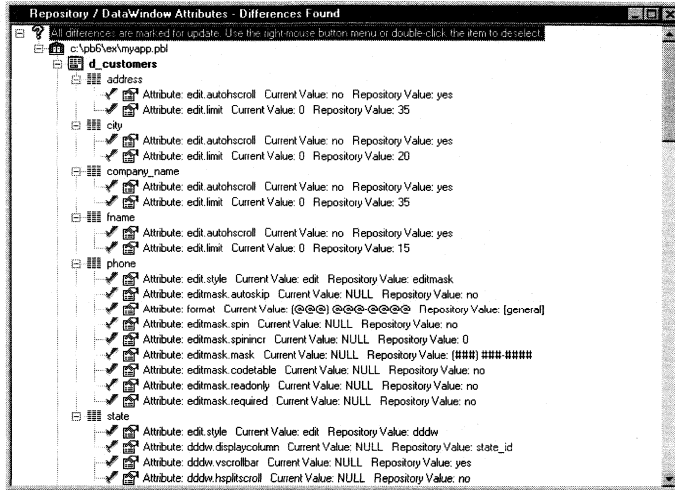 Repository / DataWindow Attributes - Differences Found
All differences are marked for update. Use the right-mouse button menu or double-click the item to deselect.
c:\pb6\ex\myapp.pbl
d_customers
address
Attribute: edit.autohscroll Current Value: no Repository Value: yes
Attribute: edit.limit Current Value: 0 Repository Value: 35
city
Attribute: edit.autohscroll Current Value: no Repository Value: yes
Attribute: edit.limit Current Value: 0 Repository Value: 20
company_name
Attribute: edit.autohscroll Current Value: no Repository Value: yes
Attribute: edit.limit Current Value: 0 Repository Value: 35
fname
Attribute: edit.autohscroll Current Value: no Repository Value: yes
Attribute: edit.limit Current Value: 0 Repository Value: 15
phone
Attribute: edit.style Current Value: edit Repository Value: editmask
Attribute: editmask.autoskip Current Value: NULL Repository Value: no
Attribute: format Current Value: (@@@) @@@-@@@@ Repository Value: [general]
Attribute: editmask.spin Current Value: NULL Repository Value: no
Attribute: editmask.spinincr Current Value: NULL Repository Value: 0
Attribute: editmask.mask Current Value: NULL Repository Value: (###) ###-####
Attribute: editmask.codetable Current Value: NULL Repository Value: no
Attribute: editmask.readonly Current Value: NULL Repository Value: no
Attribute: editmask.required Current Value: NULL Repository Value: no
state
Attribute: edit.style Current Value: edit Repository Value: dddw
Attribute: dddw.displaycolumn Current Value: NULL Repository Value: state_id
Attribute: dddw.vscrollbar Current Value: NULL Repository Value: yes
Attribute: dddw.hsplitscroll Current Value: NULL Repository Value: no